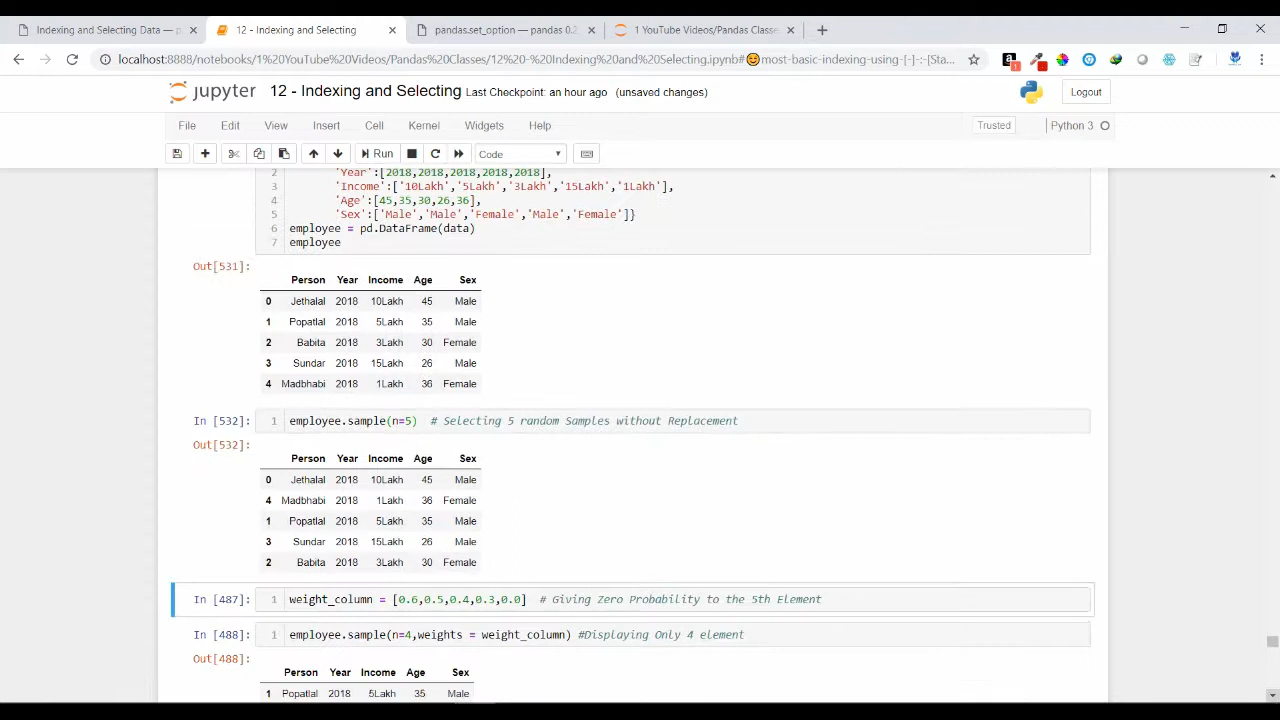 Indexing and Selecting Data — p
12 - Indexing and Selecting
pandas.set_option — pandas 0.2
1 YouTube Videos/Pandas Classe
localhost:8888/notebooks/1%20YouTube%20Videos/Pandas%20Class/12%20-%20Indexing%20and%20Selecting.ipynb#😊most-basic-indexing-using-[-]-:-[Sta...
jupyter 12 - Indexing and Selecting Last Checkpoint: an hour ago (unsaved changes)
Logout
File Edit View Insert Cell Kernel Widgets Help
Trusted
Python 3
Run
Code
2 'Year':[2018,2018,2018,2018,2018],
3 'Income':['10Lakh','5Lakh','3Lakh','15Lakh','1Lakh'],
4 'Age':[45,35,30,26,36],
5 'Sex':['Male','Male','Female','Male','Female']}
6 employee = pd.DataFrame(data)
7 employee
Out[531]:
Person Year Income Age Sex
0 Jethalal 2018 10Lakh 45 Male
1 Popatlal 2018 5Lakh 35 Male
2 Babita 2018 3Lakh 30 Female
3 Sundar 2018 15Lakh 26 Male
4 Madbhabi 2018 1Lakh 36 Female
In [532]: 1 employee.sample(n=5) # Selecting 5 random Samples without Replacement
Out[532]:
Person Year Income Age Sex
0 Jethalal 2018 10Lakh 45 Male
4 Madbhabi 2018 1Lakh 36 Female
1 Popatlal 2018 5Lakh 35 Male
3 Sundar 2018 15Lakh 26 Male
2 Babita 2018 3Lakh 30 Female
In [487]: 1 weight_column = [0.6,0.5,0.4,0.3,0.0] # Giving Zero Probability to the 5th Element
In [488]: 1 employee.sample(n=4,weights = weight_column) #Displaying Only 4 element
Out[488]:
Person Year Income Age Sex
1 Popatlal 2018 5Lakh 35 Male